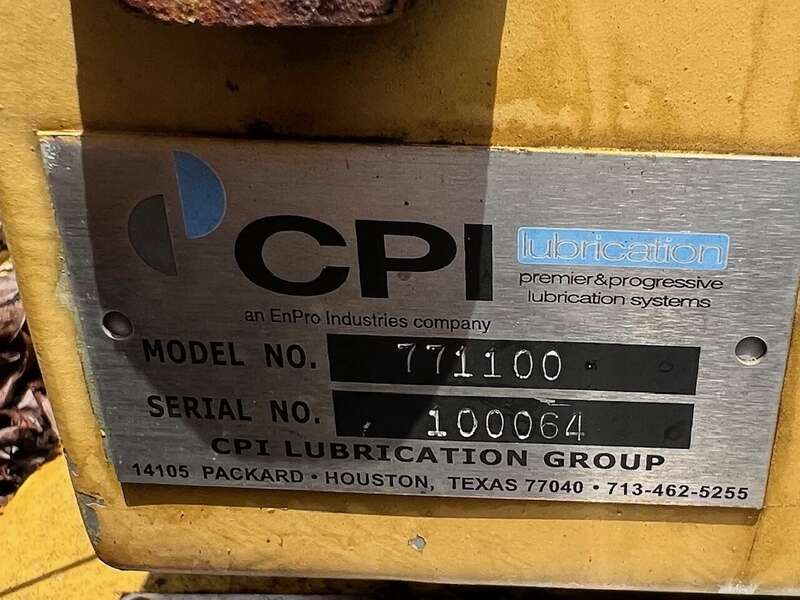 CPI lubrication
premier&progressive
lubrication systems
an EnPro Industries company
MODEL NO. 771100
SERIAL NO. 100064
CPI LUBRICATION GROUP
14105 PACKARD • HOUSTON, TEXAS 77040 • 713-462-5255